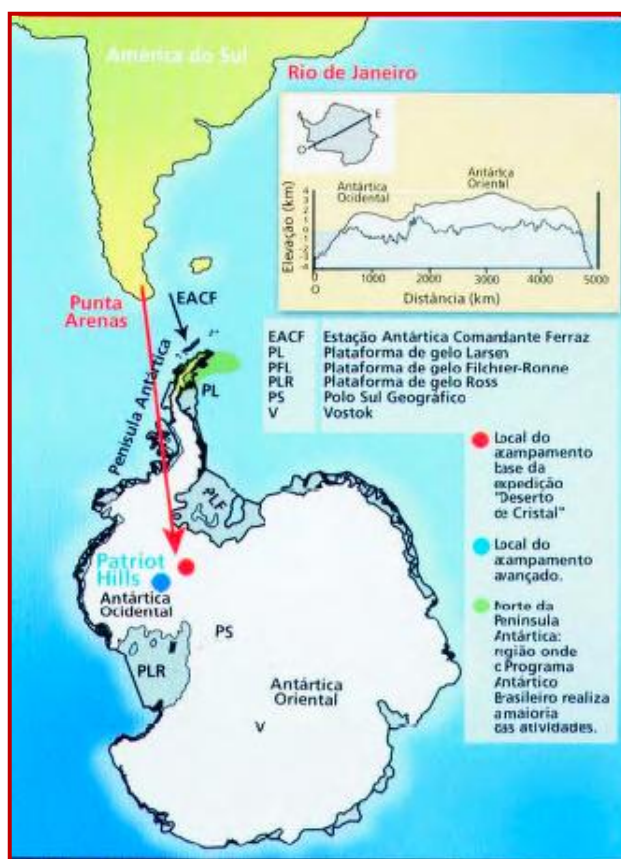 América do Sul
Rio de Janeiro
O
E
Antártica
Ocidental
Antártica
Oriental
Elevação (km)
4
3
2
1
0
O
1000
2000
3000
4000
5000
Distância (km)
Punta
Arenas
EACF
Penisula Antártica
PL
EACF Estação Antártica Comandante Ferraz
PL Plataforma de gelo Larsen
PFL Plataforma de gelo Filchrer-Ronne
PLR Plataforma de gelo Ross
PS Polo Sul Geográfico
V Vostok
PLF
Patriot
Hills
Antártica
Ocidental
PS
PLR
Antártica
Oriental
V
Local do
acampamento
base da
expedição
"Deserto
de Cristal"
Local do
acampamento
avançado.
Norte da
Península
Antártica:
região onde
o Programa
Antártico
Brasileiro realiza
a maioria
das atividades.